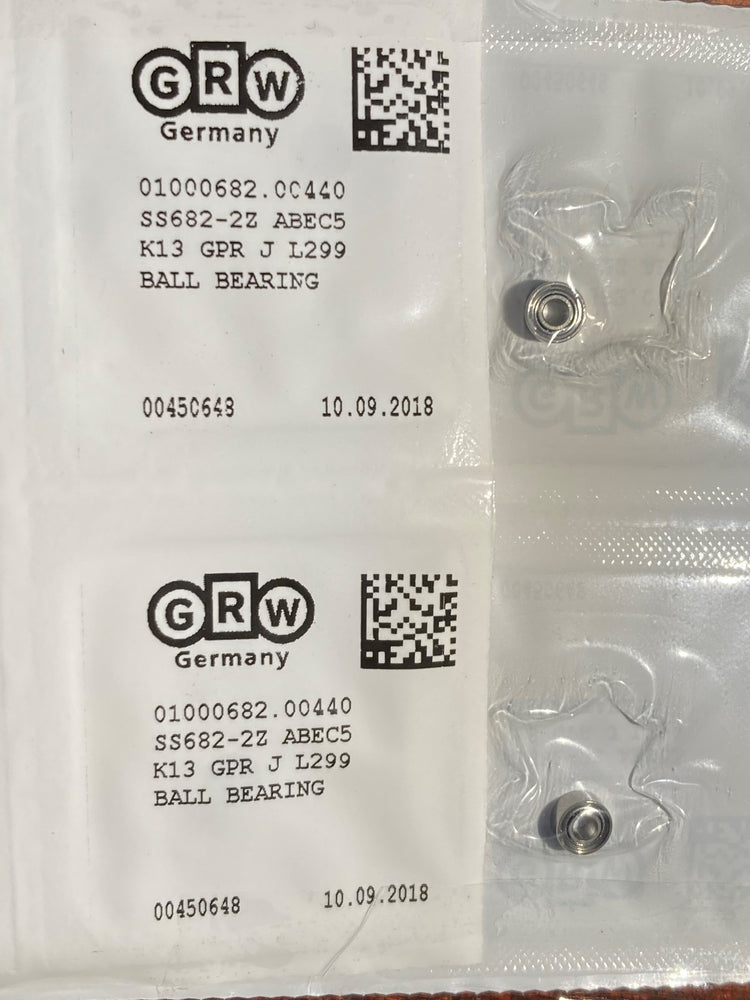 GRW
Germany
01000682.00440
SS682-2Z ABEC5
K13 GPR J L299
BALL BEARING
00450648 10.09.2018
GRW
Germany
01000682.00440
SS682-2Z ABEC5
K13 GPR J L299
BALL BEARING
00450648 10.09.2018